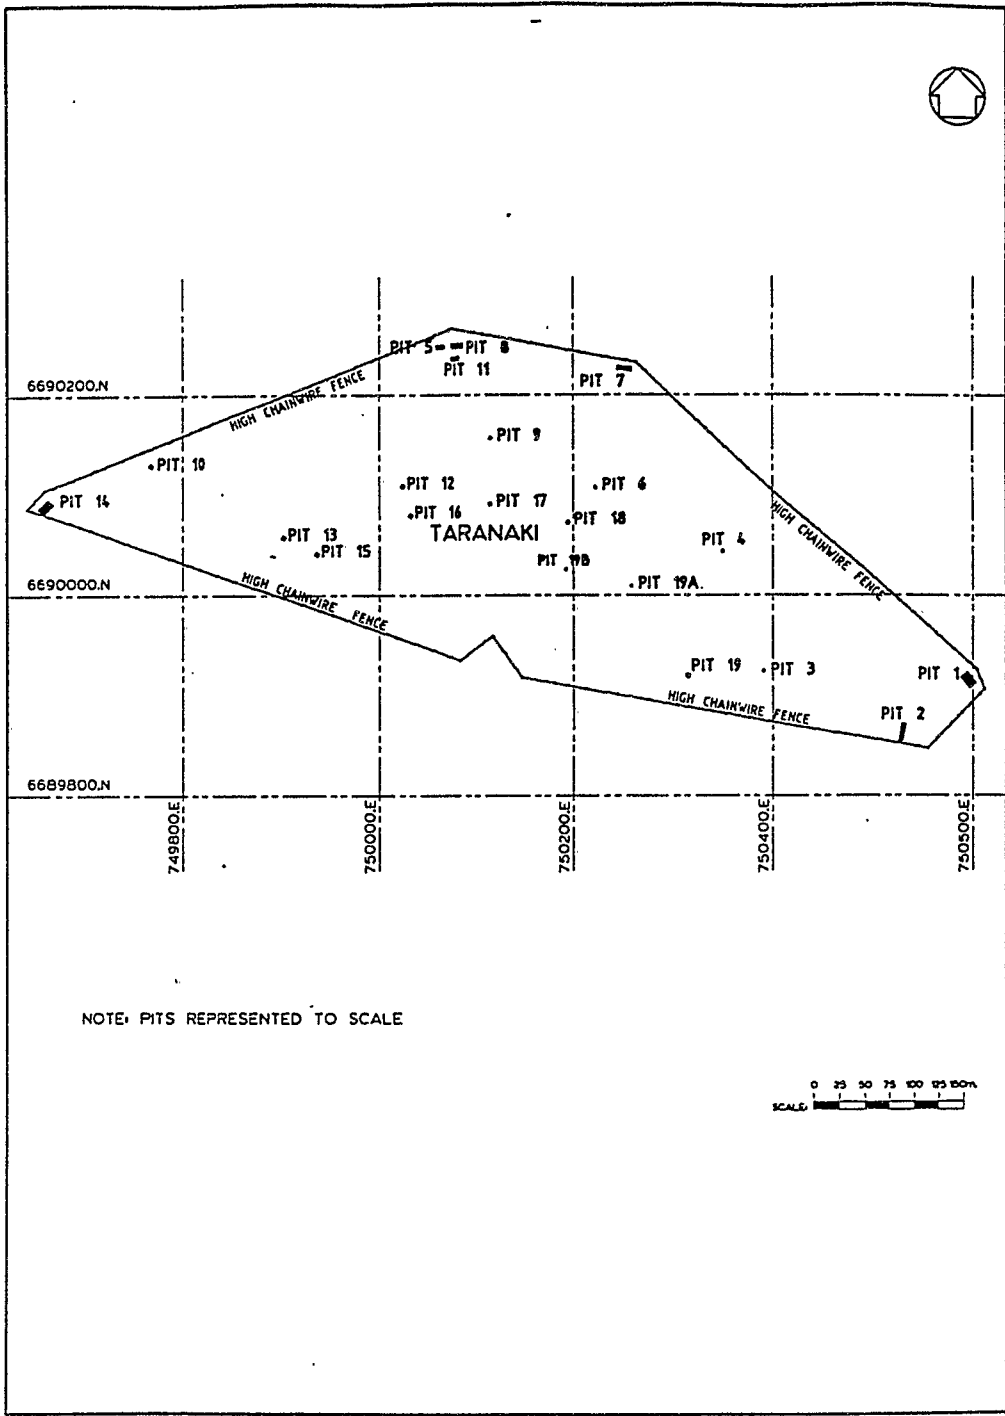 PIT 5
PIT 8
PIT 11
PIT 7
6690200.N
HIGH CHAINWIRE FENCE
PIT 9
PIT 10
PIT 14
PIT 12
PIT 17
PIT 6
PIT 16
PIT 18
TARANAKI
HIGH CHAINWIRE FENCE
PIT 13
PIT 15
PIT 4
PIT 19B
PIT 19A.
6690000.N
HIGH CHAINWIRE FENCE
PIT 19
PIT 3
PIT 1
HIGH CHAINWIRE FENCE
PIT 2
6689800.N
749800.E
750000.E
750200.E
750400.E
750500.E
NOTE: PITS REPRESENTED TO SCALE
0 25 50 75 100 125 150m
SCALE: